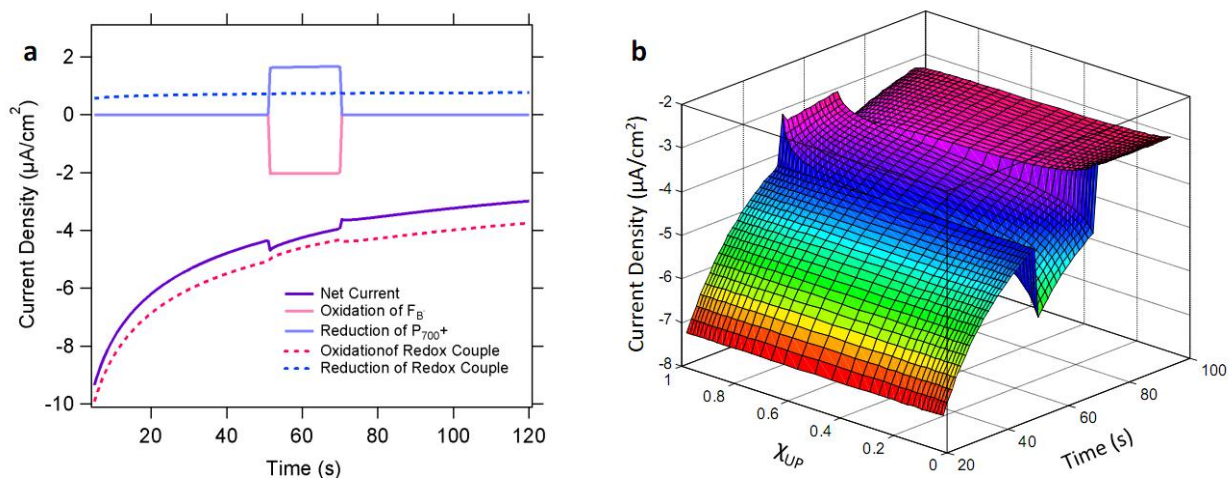 a
2
0
-2
-4
-6
-8
-10
Current Density (µA/cm²)
Net Current
Oxidation of F_B
Reduction of P₇₀₀+
Oxidationof Redox Couple
Reduction of Redox Couple
20
40
60
80
100
120
Time (s)
b
-2
-3
-4
-5
-6
-7
-8
Current Density (µA/cm²)
1
0.8
0.6
0.4
0.2
0
χ_UP
20
40
60
80
100
Time (s)